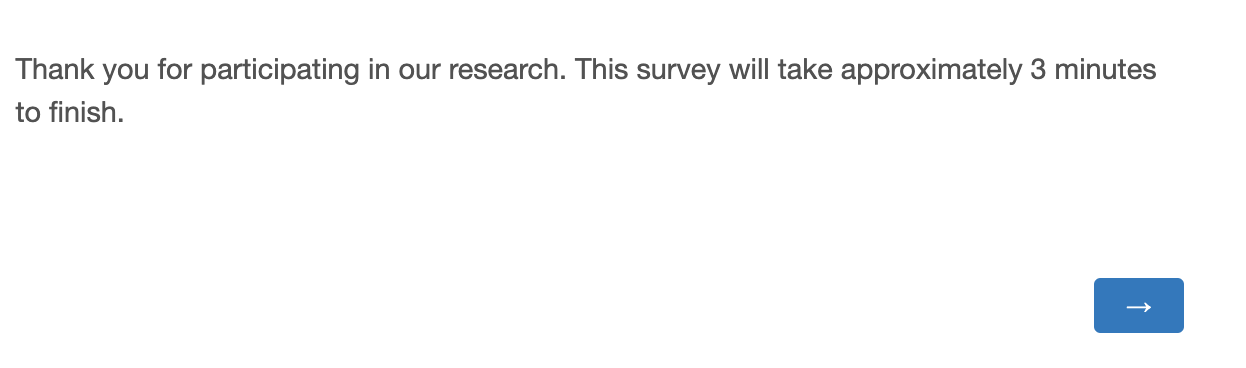 Thank you for participating in our research. This survey will take approximately 3 minutes
to finish.
→